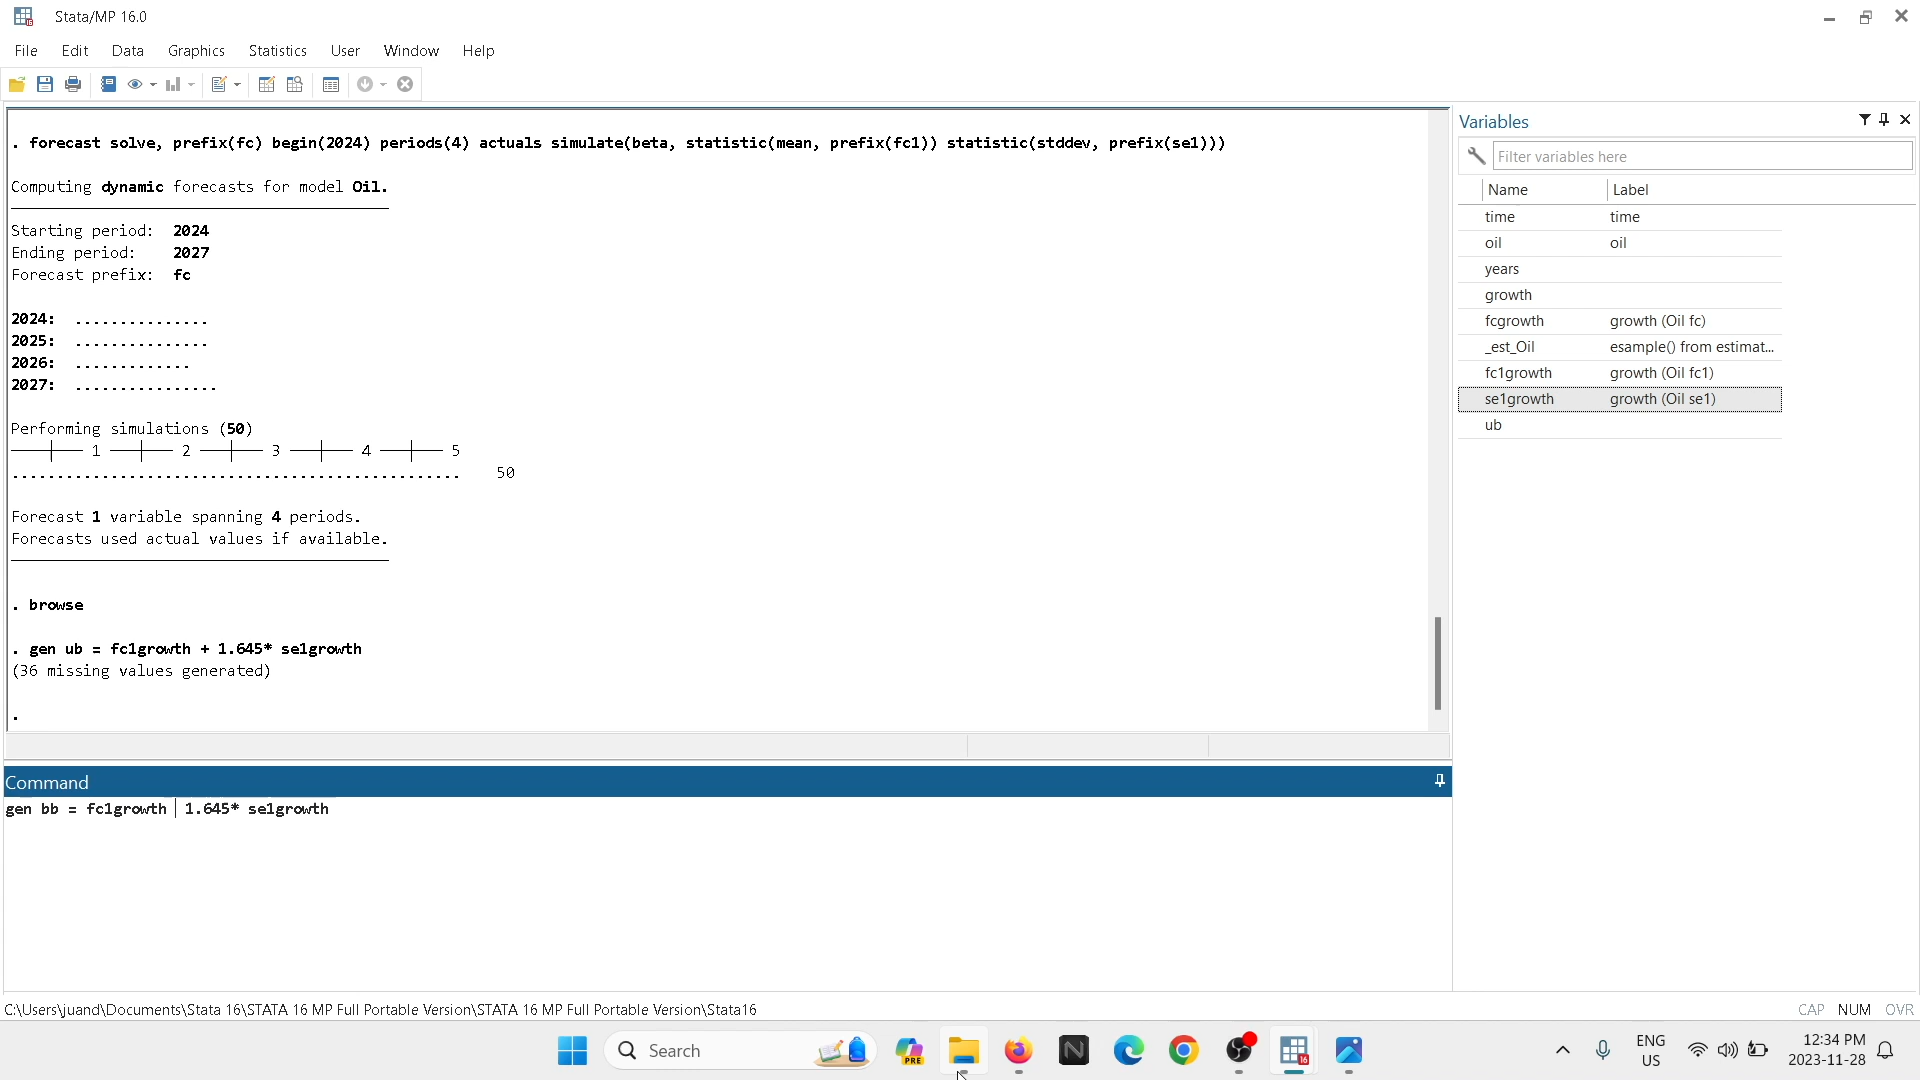 Stata/MP 16.0
File Edit Data Graphics Statistics User Window Help
. forecast solve, prefix(fc) begin(2024) periods(4) actuals simulate(beta, statistic(mean, prefix(fc1)) statistic(stddev, prefix(se1)))
Computing dynamic forecasts for model Oil.
Starting period: 2024
Ending period: 2027
Forecast prefix: fc
2024: ...............
2025: ...............
2026: .............
2027: ................
Performing simulations (50)
1 2 3 4 5
.................................................. 50
Forecast 1 variable spanning 4 periods.
Forecasts used actual values if available.
. browse
. gen ub = fc1growth + 1.645* se1growth
(36 missing values generated)
.
Command
gen bb = fc1growth 1.645* se1growth
Variables
Filter variables here
Name Label
time time
oil oil
years
growth
fcgrowth growth (Oil fc)
_est_Oil esample() from estimat...
fc1growth growth (Oil fc1)
se1growth growth (Oil se1)
ub
C:\Users\juand\Documents\Stata 16\STATA 16 MP Full Portable Version\STATA 16 MP Full Portable Version\Stata16
CAP NUM OVR
Search
PRE
16
ENG
US
12:34 PM
2023-11-28